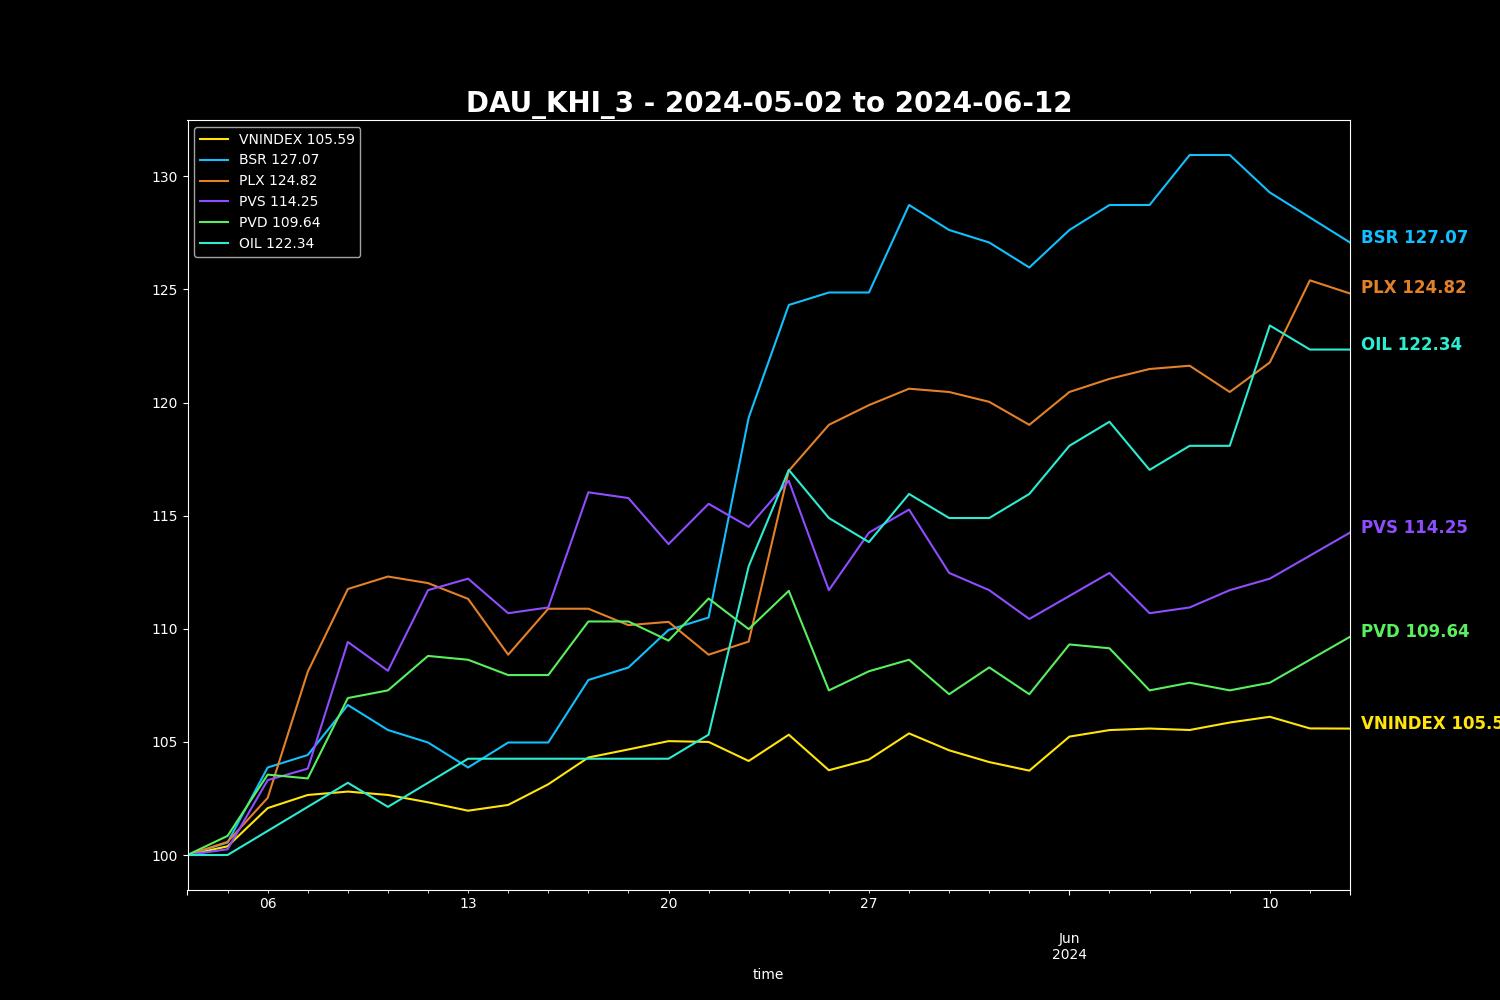 DAU_KHI_3 - 2024-05-02 to 2024-06-12
VNINDEX 105.59
BSR 127.07
PLX 124.82
PVS 114.25
PVD 109.64
OIL 122.34
130
125
120
115
110
105
100
BSR 127.07
PLX 124.82
OIL 122.34
PVS 114.25
PVD 109.64
VNINDEX 105.5
06
13
20
27
10
Jun
2024
time